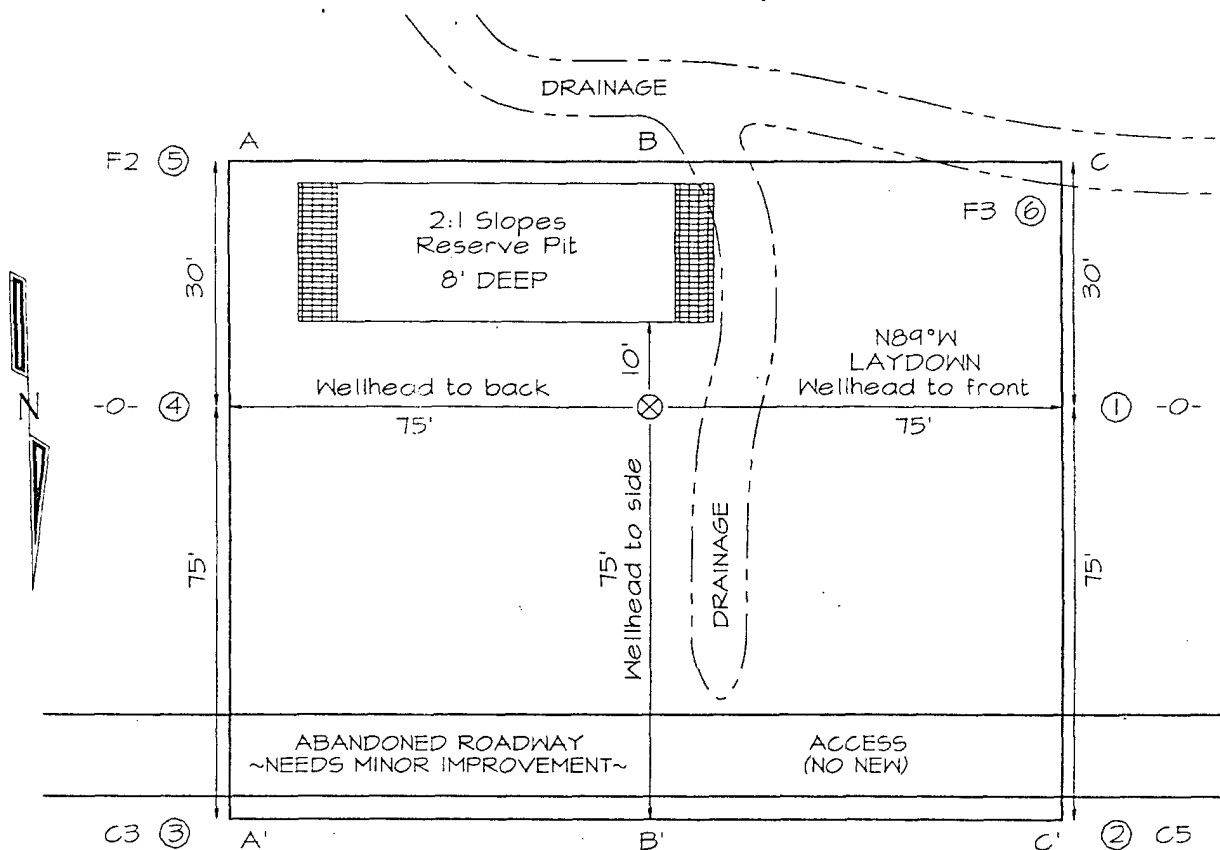 DRAINAGE
A B C
F2 ⑤
F3 ⑥
2:1 Slopes
Reserve Pit
8' DEEP
30'
30'
10'
N89°W
LAYDOWN
Wellhead to front
Wellhead to back
N
-0- ④
75'
75'
① -0-
75'
75'
Wellhead to side
DRAINAGE
75'
ABANDONED ROADWAY
~NEEDS MINOR IMPROVEMENT~
ACCESS
(NO NEW)
C3 ③
A' B' C'
② C5